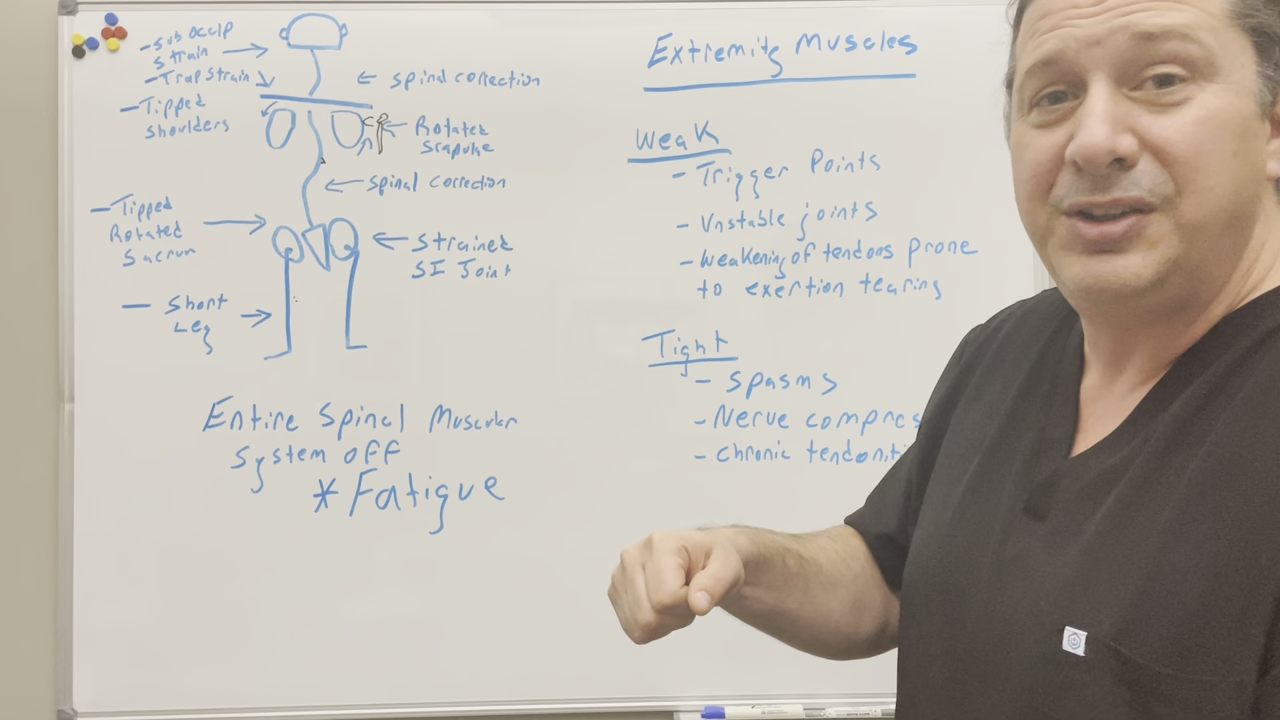 - Sub occip
strain
- Trap strain
- Tipped
shoulders
spinal correction
Rotated
spinal correction
- Tipped
Rotated
Sacrum
Strained
SI Joint
- Short
Leg
Entire Spinal Muscular
system off
* Fatigue
Extremity Muscles
Weak
- Trigger Points
- Unstable joints
- Weakening of tendons prone
to exertion tearing
Tight
- Spasms
- Nerve compres
- chronic tendoniti